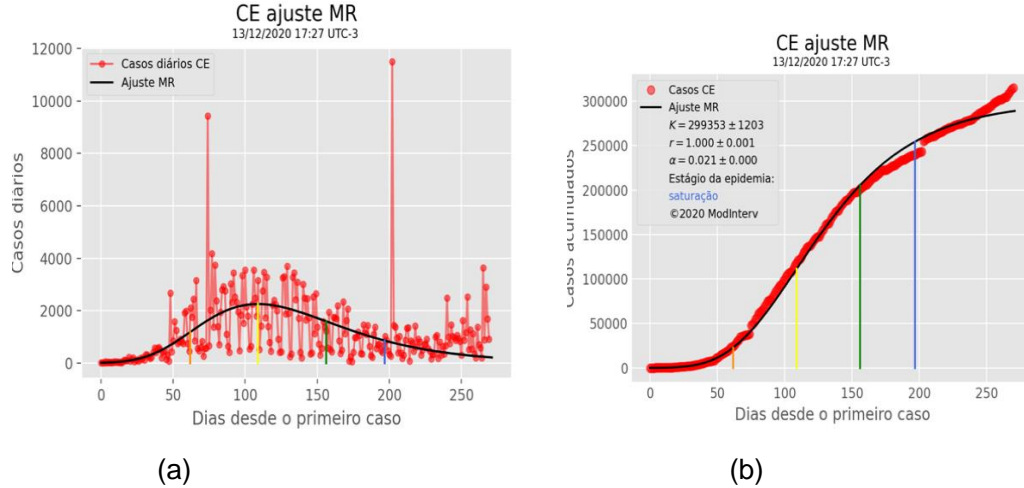 CE ajuste MR
13/12/2020 17:27 UTC-3
12000
10000
8000
6000
4000
2000
0
Casos diários
Casos diários CE
Ajuste MR
0 50 100 150 200 250
Dias desde o primeiro caso
(a)
CE ajuste MR
13/12/2020 17:27 UTC-3
300000
250000
200000
150000
100000
50000
0
Casos acumulados
Casos CE
Ajuste MR
K = 299353 ± 1203
r = 1.000 ± 0.001
α = 0.021 ± 0.000
Estágio da epidemia:
saturação
©2020 ModInterv
0 50 100 150 200 250
Dias desde o primeiro caso
(b)